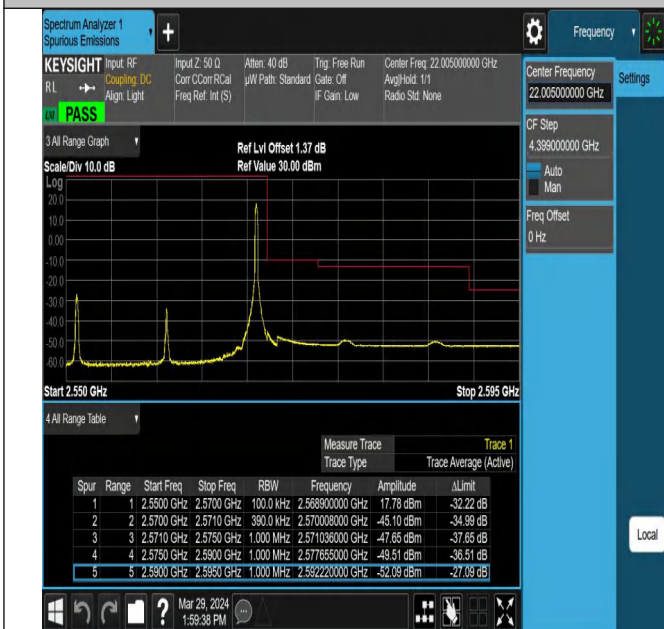 Spectrum Analyzer 1
Spurious Emissions
Frequency
KEYSIGHT Input: RF Input Z: 50 Ω Atten: 40 dB Trig: Free Run Center Freq: 22.005000000 GHz
RL Coupling: DC Corr CCorr RCal µW Path: Standard Gate: Off Avg|Hold: 1/1
Align: Light Freq Ref: Int (S) IF Gain: Low Radio Std: None
PASS
Center Frequency
22.005000000 GHz
Settings
CF Step
4.399000000 GHz
Auto
Man
Freq Offset
0 Hz
3 All Range Graph
Ref Lvl Offset 1.37 dB
Scale/Div 10.0 dB Ref Value 30.00 dBm
Log
20.0
10.0
0.00
-10.0
-20.0
-30.0
-40.0
-50.0
-60.0
Start 2.550 GHz Stop 2.595 GHz
4 All Range Table
Measure Trace Trace 1
Trace Type Trace Average (Active)
Spur Range Start Freq Stop Freq RBW Frequency Amplitude ΔLimit
1 1 2.5500 GHz 2.5700 GHz 100.0 kHz 2.568900000 GHz 17.78 dBm -32.22 dB
2 2 2.5700 GHz 2.5710 GHz 390.0 kHz 2.570008000 GHz -45.10 dBm -34.99 dB
3 3 2.5710 GHz 2.5750 GHz 1.000 MHz 2.571036000 GHz -47.65 dBm -37.65 dB
4 4 2.5750 GHz 2.5900 GHz 1.000 MHz 2.577655000 GHz -49.51 dBm -36.51 dB
5 5 2.5900 GHz 2.5950 GHz 1.000 MHz 2.592220000 GHz -52.09 dBm -27.09 dB
Local
Mar 29, 2024
1:59:38 PM